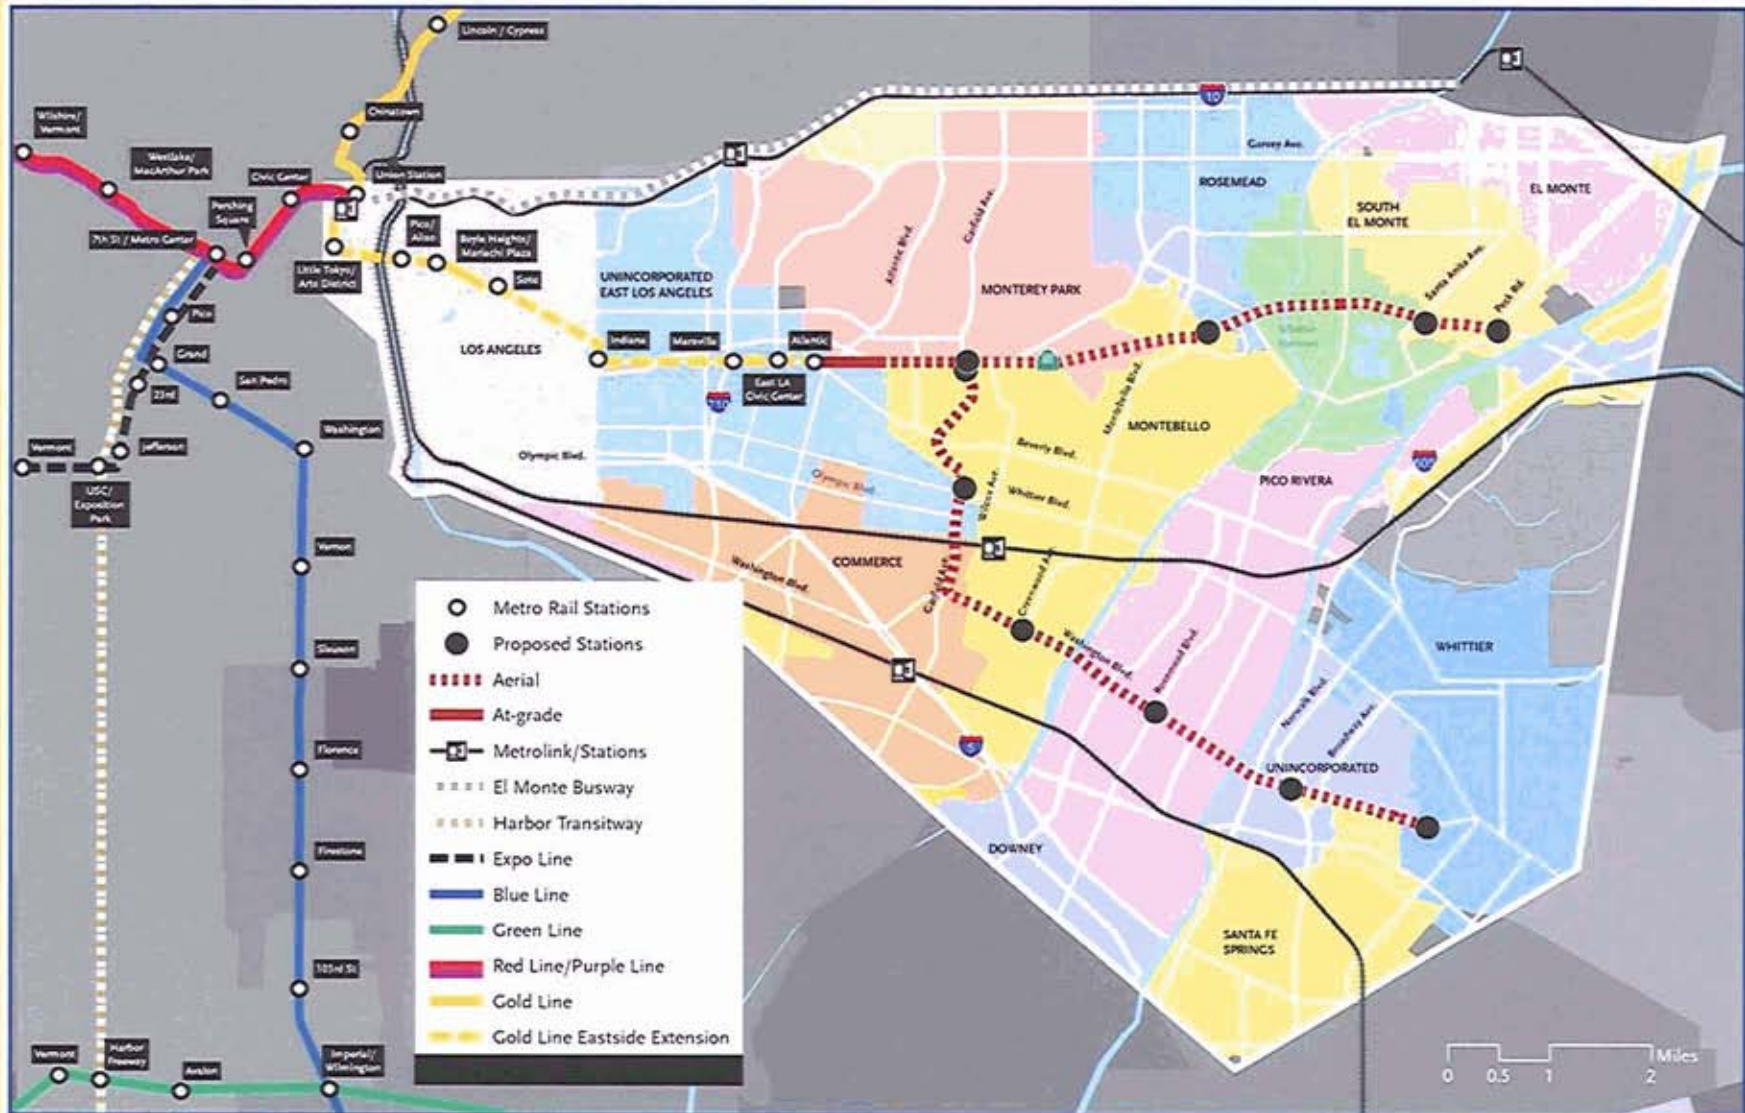 Lincoln / Cypress
Chinatown
Wilshire/
Vermont
Westlake/
MacArthur Park
Civic Center
Union Station
Pershing
Square
7th St / Metro Center
Pico/
Aliso
Boyle Heights/
Mariachi Plaza
Little Tokyo/
Arts District
Soto
Pico
Grand
23rd
San Pedro
Jefferson
Vermont
USC/
Exposition
Park
Washington
Vernon
Slauson
Florence
Firestone
103rd St
Imperial/
Wilmington
Vermont
Harbor
Freeway
Avalon
Indiana
Maravilla
East LA
Civic Center
Atlantic
10
710
5
605
Garvey Ave.
ROSEMEAD
EL MONTE
SOUTH
EL MONTE
Santa Anita Ave.
Peck Rd.
Atlantic Blvd.
Garfield Ave.
MONTEREY PARK
UNINCORPORATED
EAST LOS ANGELES
LOS ANGELES
Whittier
Narrows
Montebello Blvd.
MONTEBELLO
Beverly Blvd.
Whittier Blvd.
Wilcox Ave.
Olympic Blvd.
Olympic Blvd.
PICO RIVERA
COMMERCE
Washington Blvd.
Garfield Ave.
Greenwood Ave.
Washington Blvd.
Rosemead Blvd.
Norwalk Blvd.
Broadway Ave.
WHITTIER
UNINCORPORATED
DOWNEY
SANTA FE
SPRINGS
Metro Rail Stations
Proposed Stations
Aerial
At-grade
Metrolink/Stations
El Monte Busway
Harbor Transitway
Expo Line
Blue Line
Green Line
Red Line/Purple Line
Gold Line
Gold Line Eastside Extension
Miles
0 0.5 1 2